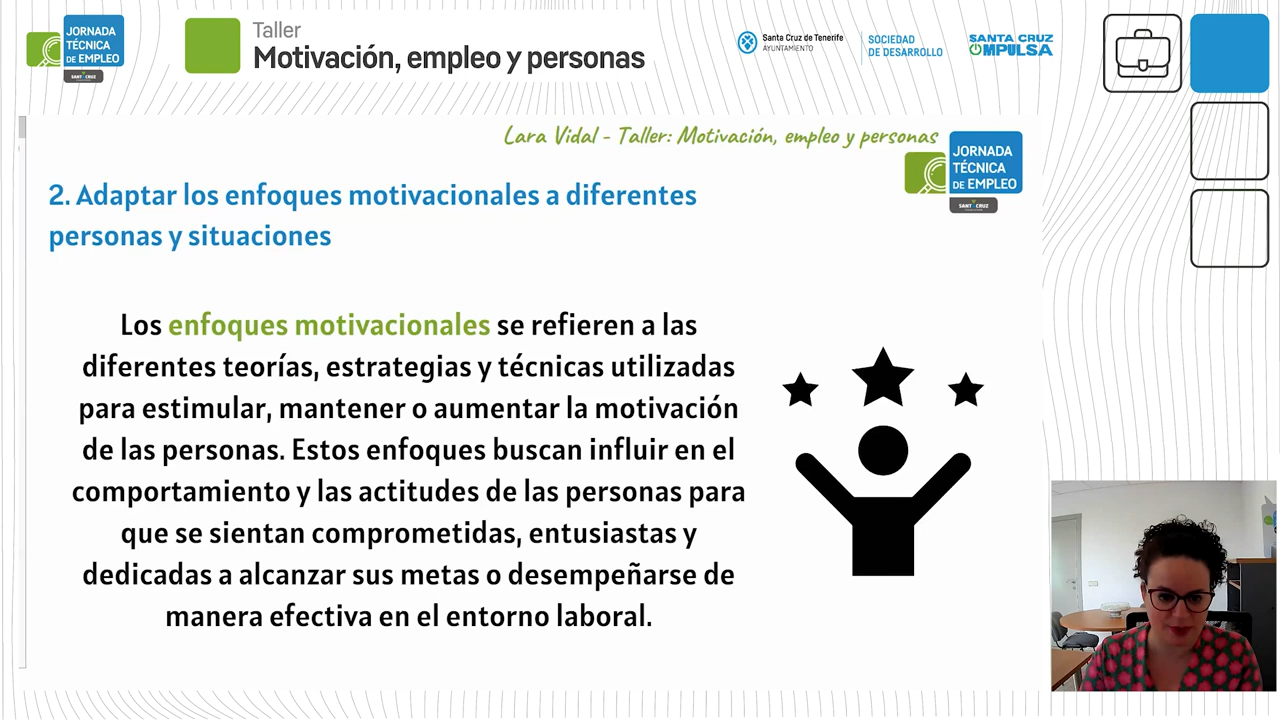 JORNADA
TÉCNICA
DE EMPLEO
SANTA CRUZ
Taller
Motivación, empleo y personas
Santa Cruz de Tenerife
AYUNTAMIENTO
SOCIEDAD
DE DESARROLLO
SANTA CRUZ
IMPULSA
Lara Vidal - Taller: Motivación, empleo y personas
JORNADA
TÉCNICA
DE EMPLEO
SANTA CRUZ
2. Adaptar los enfoques motivacionales a diferentes
personas y situaciones
Los enfoques motivacionales se refieren a las
diferentes teorías, estrategias y técnicas utilizadas
para estimular, mantener o aumentar la motivación
de las personas. Estos enfoques buscan influir en el
comportamiento y las actitudes de las personas para
que se sientan comprometidas, entusiastas y
dedicadas a alcanzar sus metas o desempeñarse de
manera efectiva en el entorno laboral.